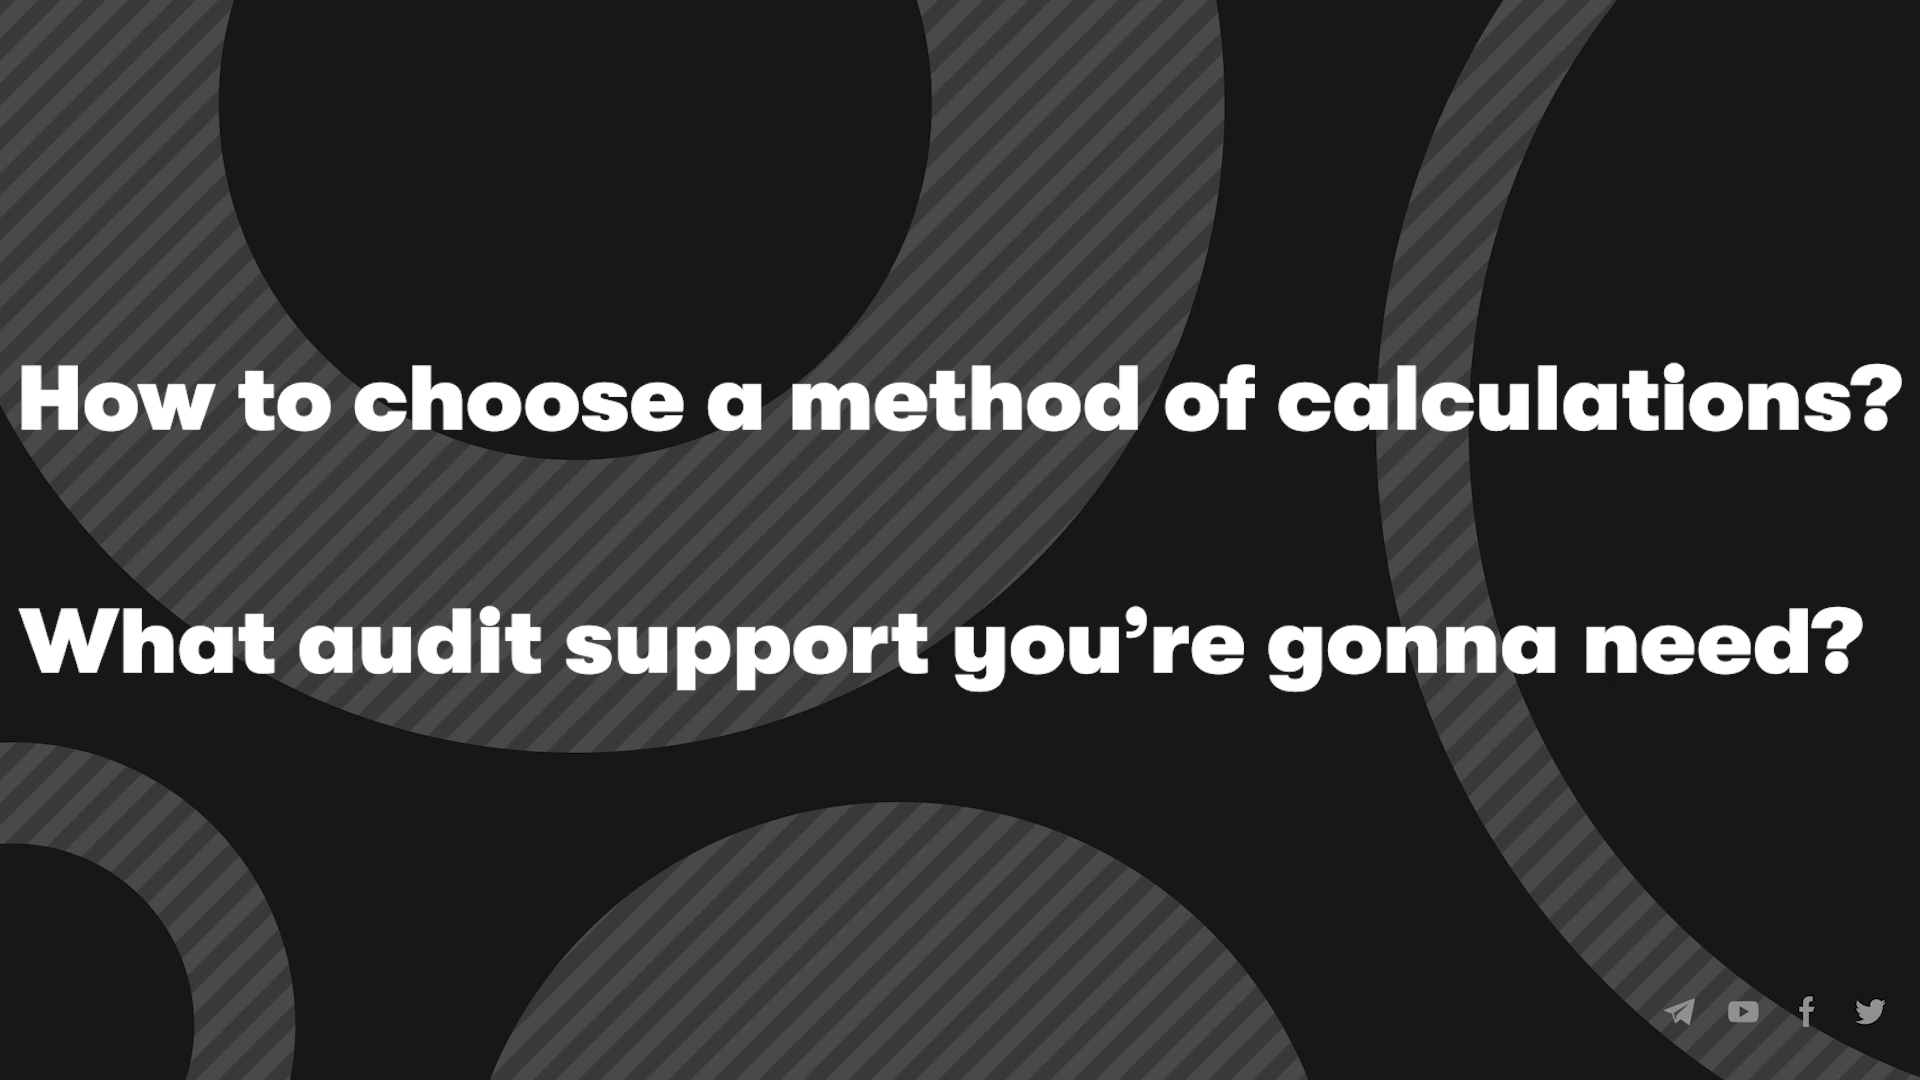 How to choose a method of calculations?
What audit support you’re gonna need?